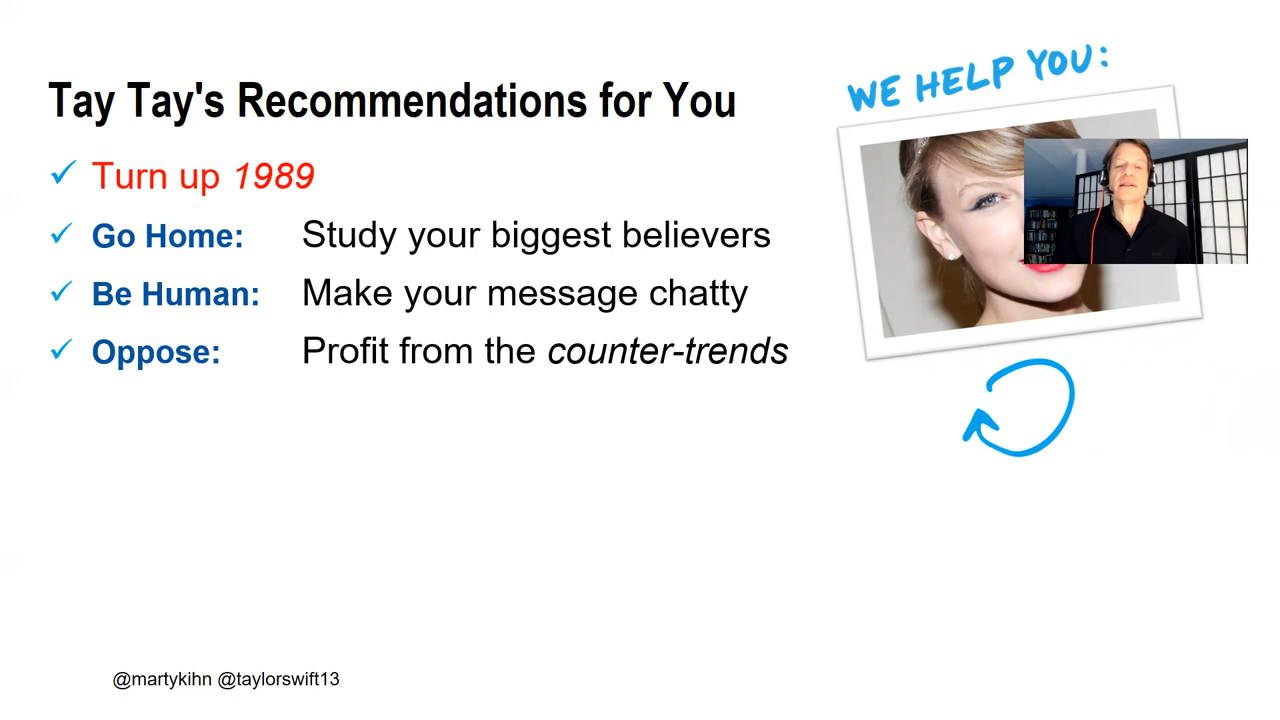 WE HELP YOU:
Tay Tay's Recommendations for You
✓ Turn up 1989
✓ Go Home: Study your biggest believers
✓ Be Human: Make your message chatty
✓ Oppose: Profit from the counter-trends
@martykihn @taylorswift13